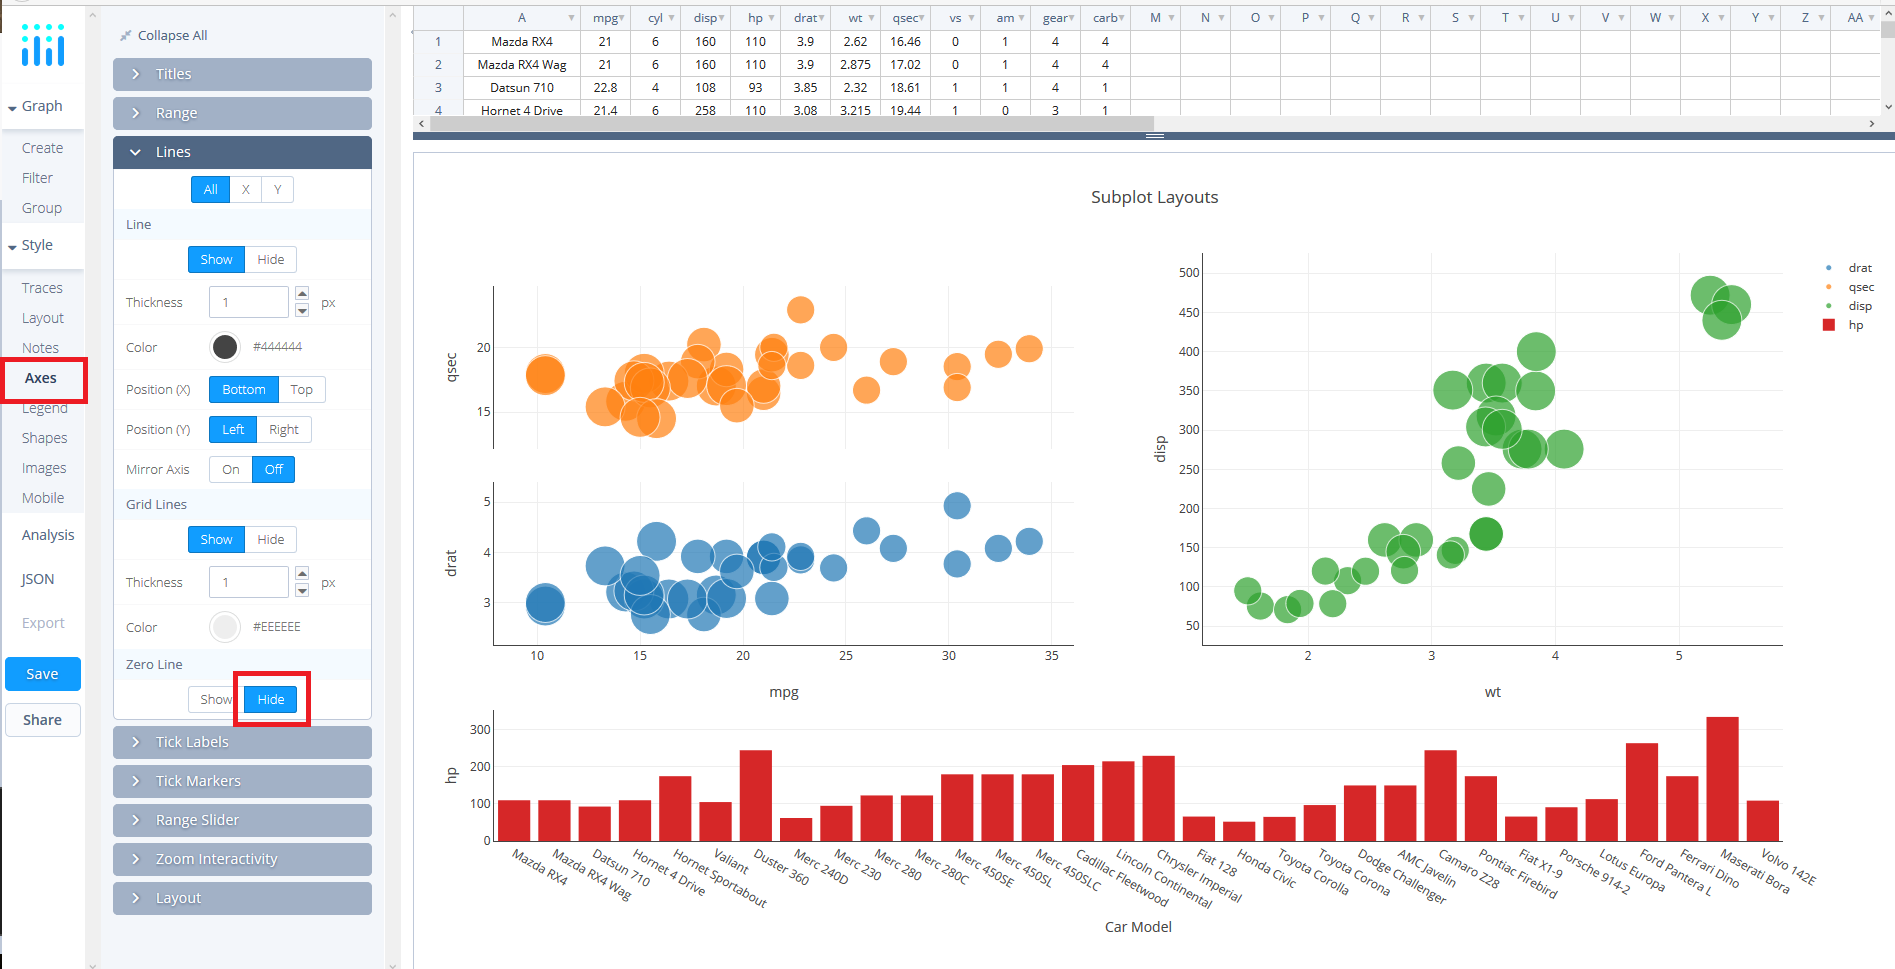 Collapse All
Graph
Create
Filter
Group
Style
Traces
Layout
Notes
Axes
Legend
Shapes
Images
Mobile
Analysis
JSON
Export
Save
Share
Titles
Range
Lines
All X Y
Line
Show Hide
Thickness 1 px
Color #444444
Position (X) Bottom Top
Position (Y) Left Right
Mirror Axis On Off
Grid Lines
Show Hide
Thickness 1 px
Color #EEEEEE
Zero Line
Show Hide
Tick Labels
Tick Markers
Range Slider
Zoom Interactivity
Layout
A mpg cyl disp hp drat wt qsec vs am gear carb M N O P Q R S T U V W X Y Z AA
1 Mazda RX4 21 6 160 110 3.9 2.62 16.46 0 1 4 4
2 Mazda RX4 Wag 21 6 160 110 3.9 2.875 17.02 0 1 4 4
3 Datsun 710 22.8 4 108 93 3.85 2.32 18.61 1 1 4 1
4 Hornet 4 Drive 21.4 6 258 110 3.08 3.215 19.44 1 0 3 1
Subplot Layouts
qsec
20
15
drat
5
4
3
10 15 20 25 30 35
mpg
disp
500
450
400
350
300
250
200
150
100
50
2 3 4 5
wt
drat
qsec
disp
hp
hp
300
200
100
0
Mazda RX4
Mazda RX4 Wag
Datsun 710
Hornet 4 Drive
Hornet Sportabout
Valiant
Duster 360
Merc 240D
Merc 230
Merc 280
Merc 280C
Merc 450SE
Merc 450SL
Merc 450SLC
Cadillac Fleetwood
Lincoln Continental
Chrysler Imperial
Fiat 128
Honda Civic
Toyota Corolla
Toyota Corona
Dodge Challenger
AMC Javelin
Camaro Z28
Pontiac Firebird
Fiat X1-9
Porsche 914-2
Lotus Europa
Ford Pantera L
Ferrari Dino
Maserati Bora
Volvo 142E
Car Model